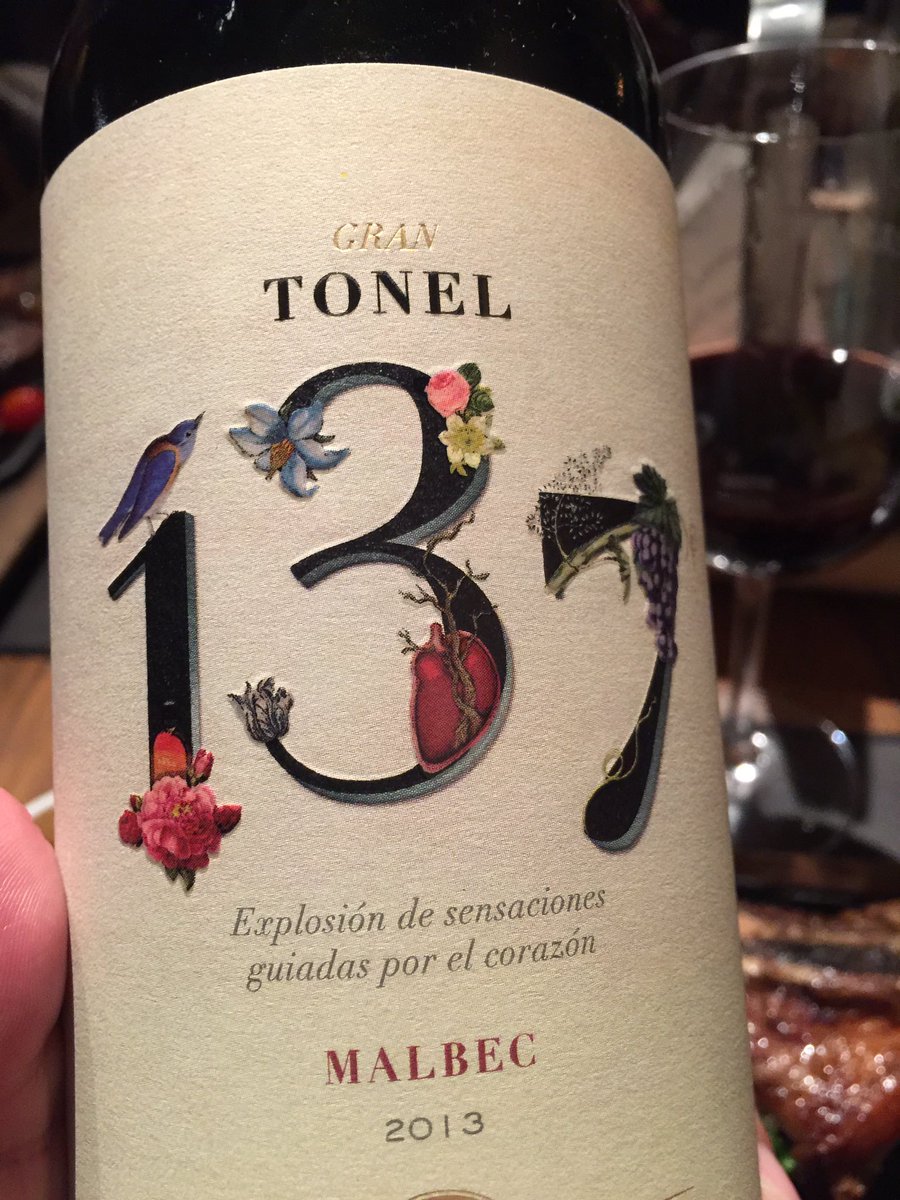 GRAN
TONEL
137
Explosión de sensaciones
guiadas por el corazón
MALBEC
2013